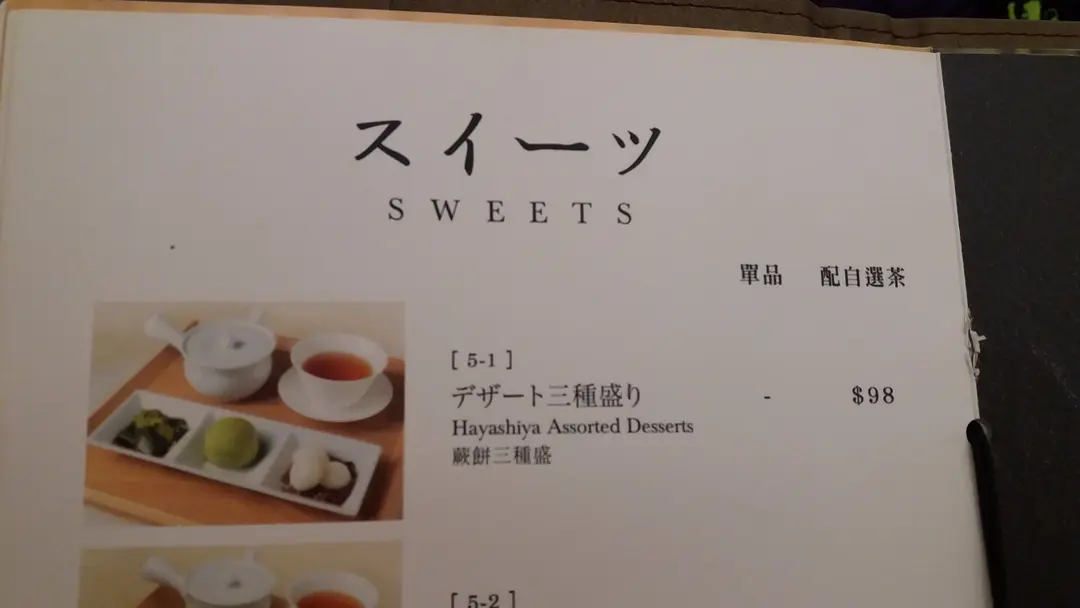 スイーツ
SWEETS
單品 配自選茶
[ 5-1 ]
デザート三種盛り - $98
Hayashiya Assorted Desserts
蕨餅三種盛
[ 5-2 ]